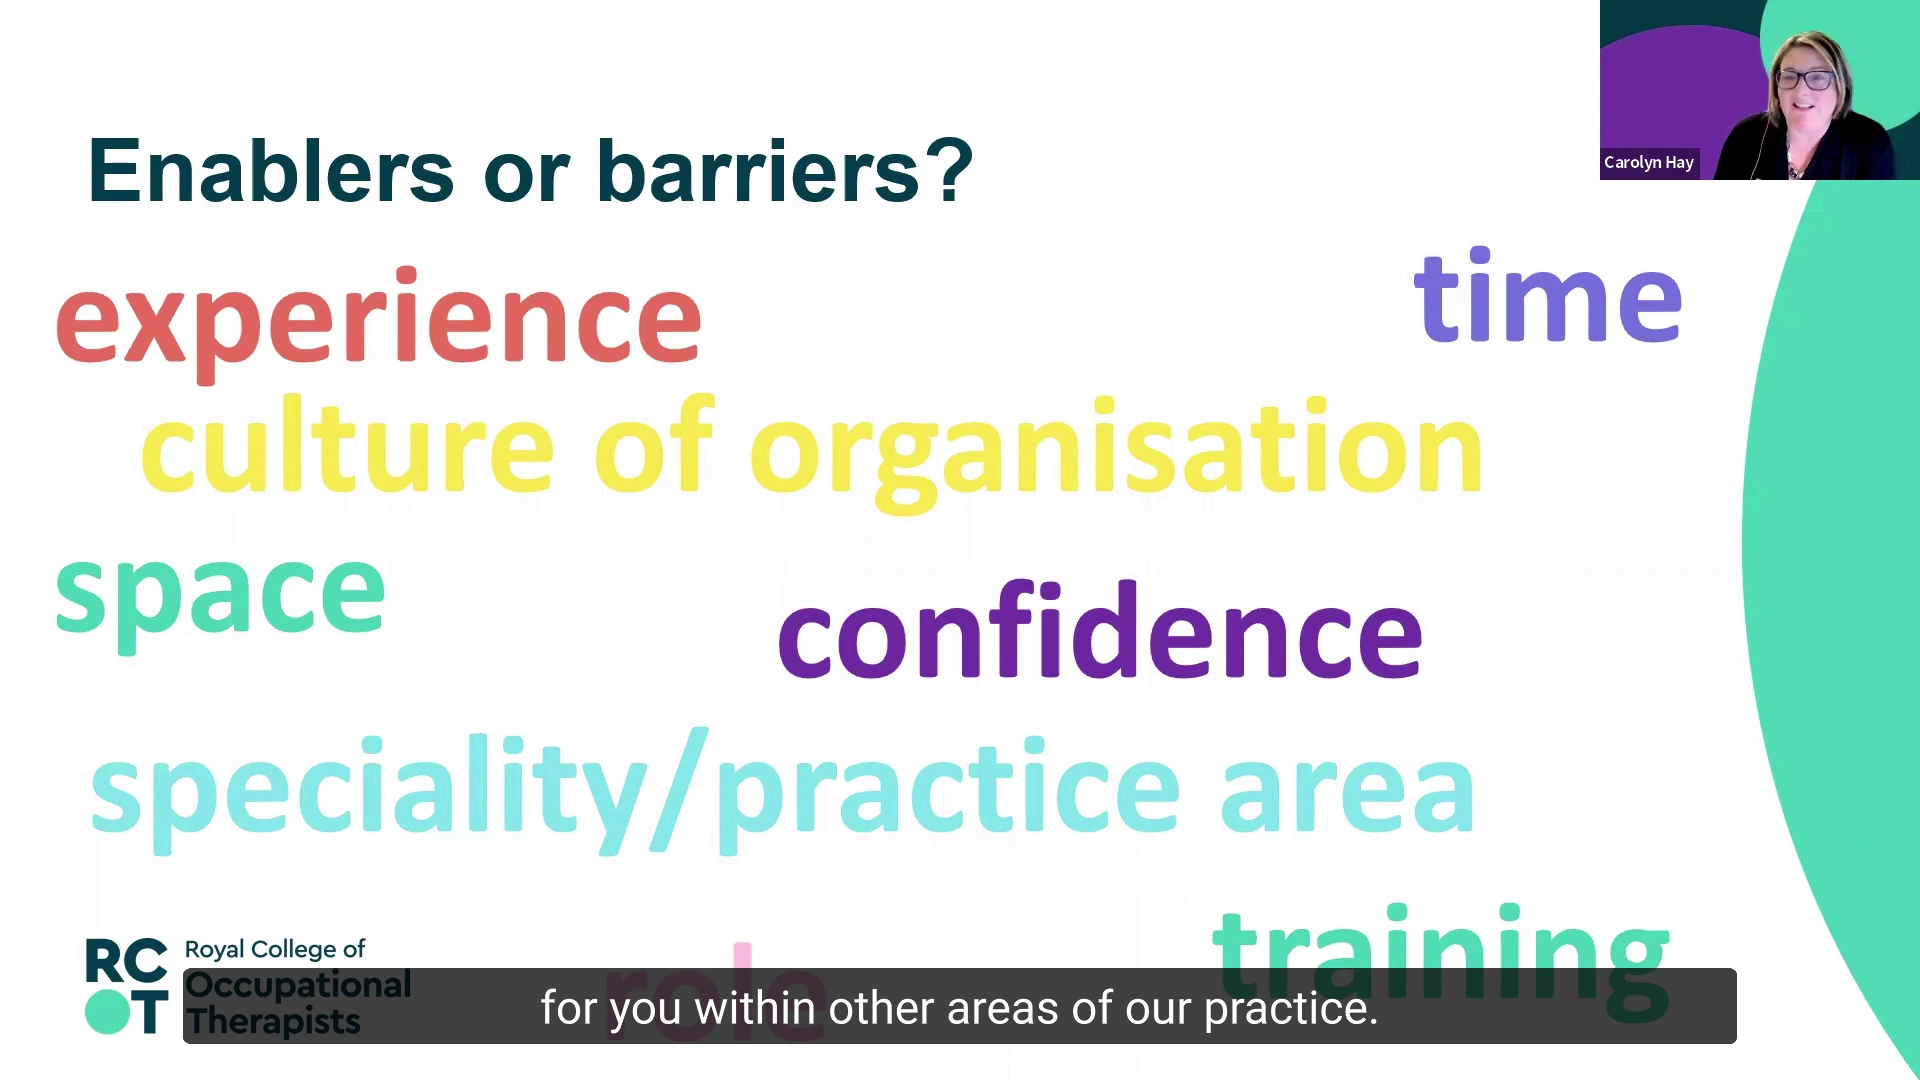 Carolyn Hay
Enablers or barriers?
time
experience
culture of organisation
space
confidence
speciality/practice area
training
role
RCOT
Royal College of
Occupational
Therapists
for you within other areas of our practice.